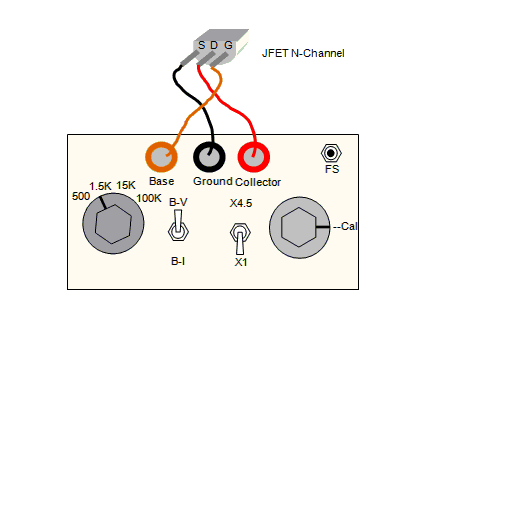 S D G
JFET N-Channel
Base
Ground
Collector
FS
500
1.5K
15K
100K
B-V
X4.5
--Cal
B-I
X1